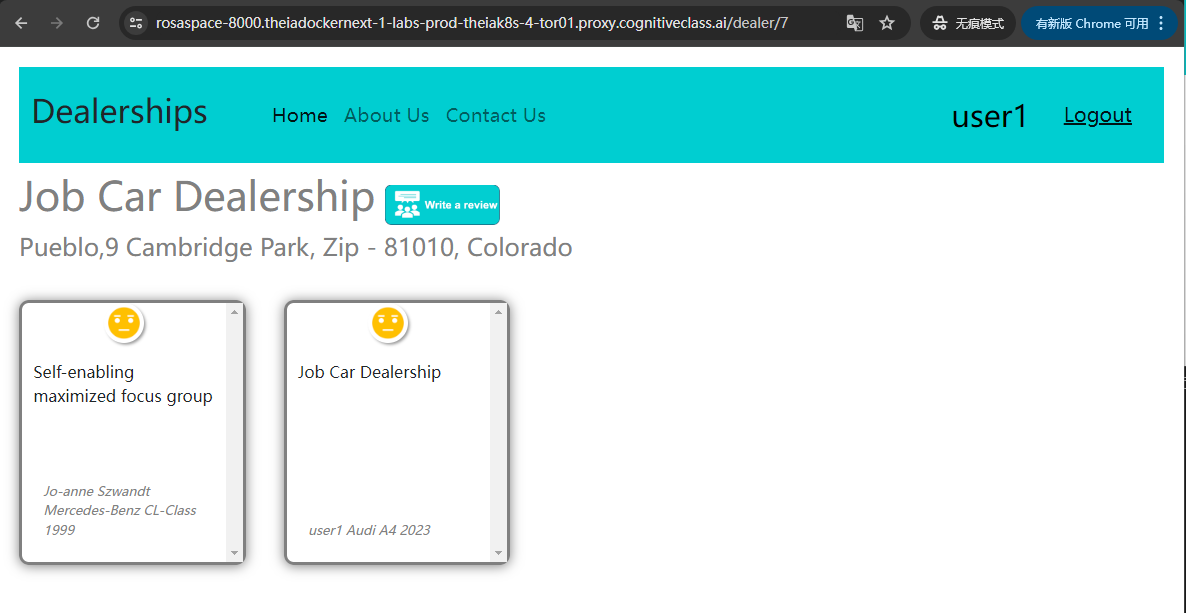 rosaspace-8000.theiadockernext-1-labs-prod-theiak8s-4-tor01.proxy.cognitiveclass.ai/dealer/7
无痕模式
有新版 Chrome 可用
Dealerships
Home
About Us
Contact Us
user1
Logout
Job Car Dealership
Write a review
Pueblo,9 Cambridge Park, Zip - 81010, Colorado
Self-enabling
maximized focus group
Jo-anne Szwandt
Mercedes-Benz CL-Class
1999
Job Car Dealership
user1 Audi A4 2023